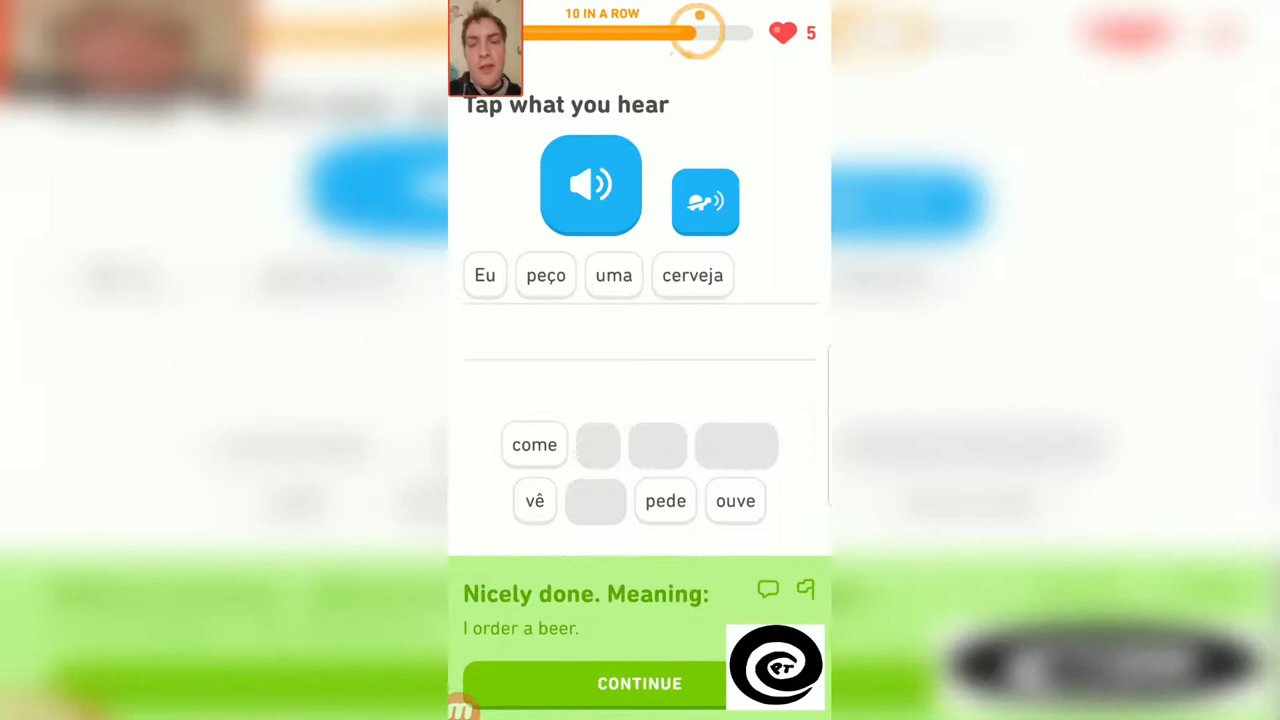 10 IN A ROW
5
Tap what you hear
Eu peço uma cerveja
come
vê pede ouve
Nicely done. Meaning:
I order a beer.
PT
CONTINUE
M